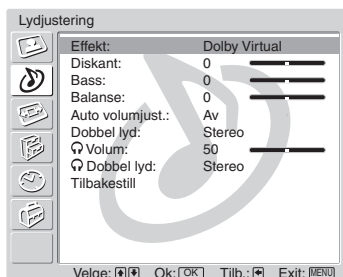 Lydjustering
Effekt: Dolby Virtual
Diskant: 0
Bass: 0
Balanse: 0
Auto volumjust.: Av
Dobbel lyd: Stereo
Volum: 50
Dobbel lyd: Stereo
Tilbakestill
Velge: Ok: OK Tilb.: Exit: MENU